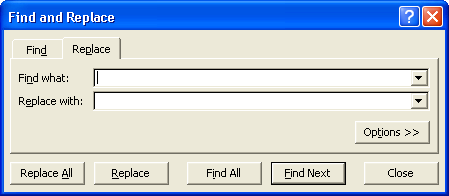 Find and Replace
Find Replace
Find what:
Replace with:
Options >>
Replace All Replace Find All Find Next Close